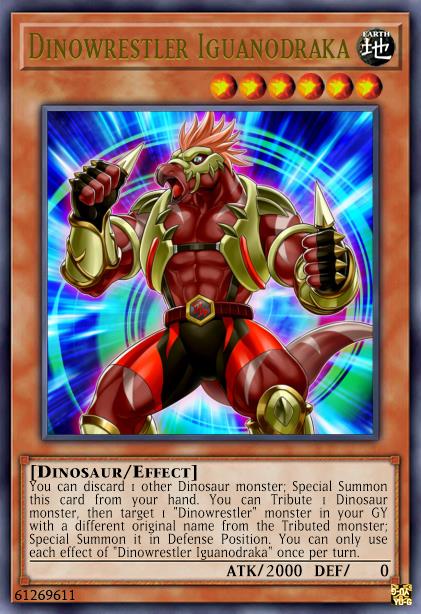 DINOWRESTLER IGUANODRAKA
EARTH
地
[DINOSAUR/EFFECT]
You can discard 1 other Dinosaur monster; Special Summon
this card from your hand. You can Tribute 1 Dinosaur
monster, then target 1 "Dinowrestler" monster in your GY
with a different original name from the Tributed monster;
Special Summon it in Defense Position. You can only use
each effect of "Dinowrestler Iguanodraka" once per turn.
ATK/2000 DEF/ 0
61269611